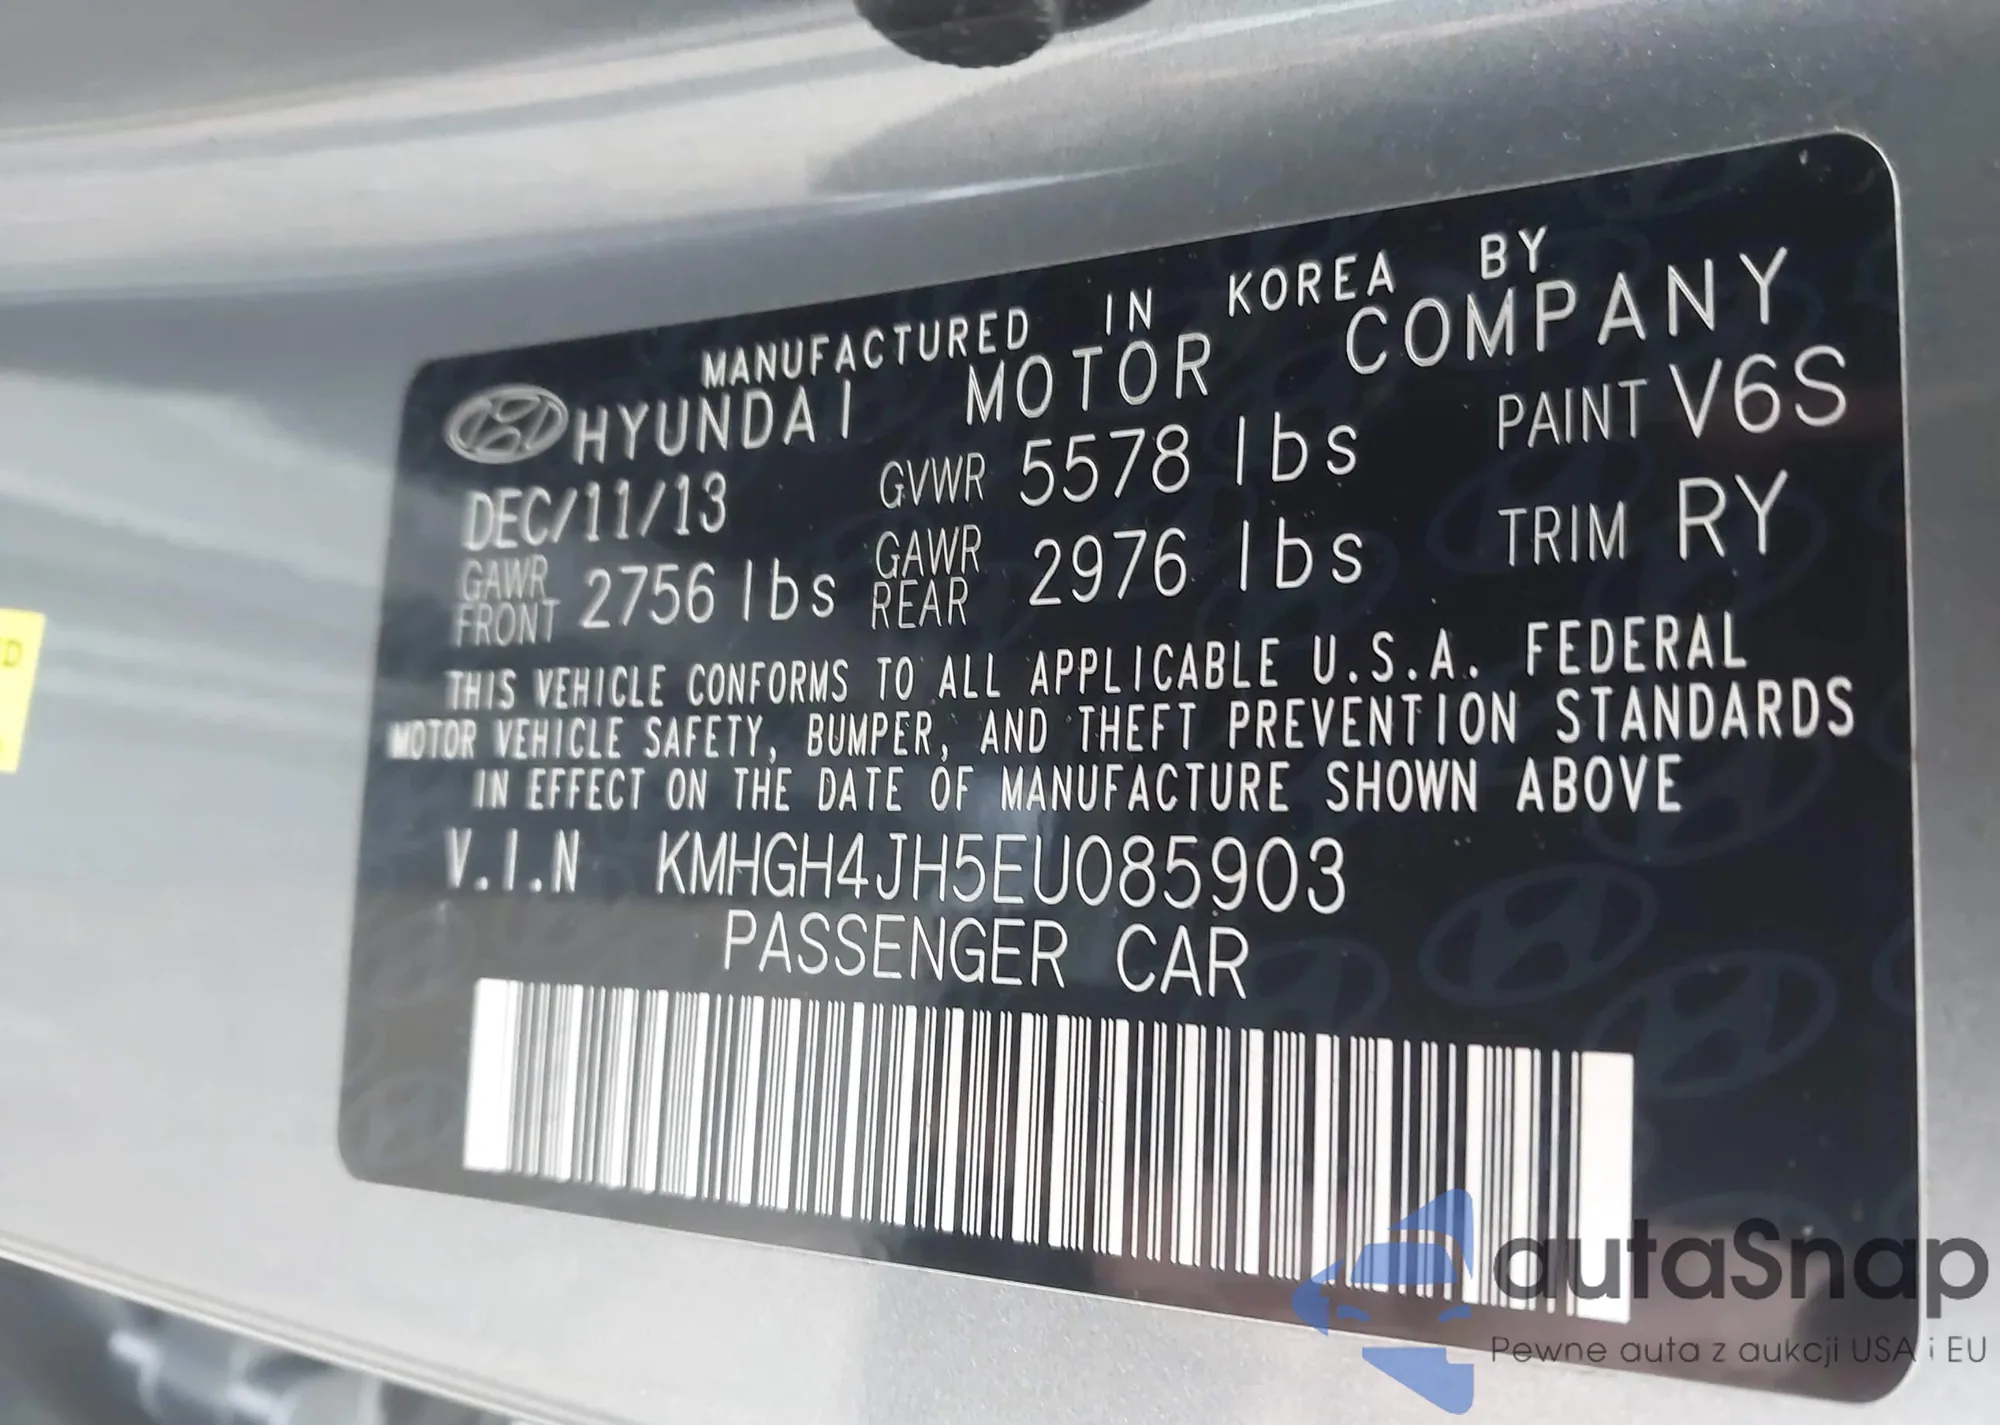 MANUFACTURED IN KOREA BY
HYUNDAI MOTOR COMPANY
DEC/11/13 GVWR 5578 lbs PAINT V6S
GAWR FRONT 2756 lbs GAWR REAR 2976 lbs TRIM RY
THIS VEHICLE CONFORMS TO ALL APPLICABLE U.S.A. FEDERAL
MOTOR VEHICLE SAFETY, BUMPER, AND THEFT PREVENTION STANDARDS
IN EFFECT ON THE DATE OF MANUFACTURE SHOWN ABOVE
V.I.N KMHGH4JH5EU085903
PASSENGER CAR
autaSnap
Pewne auta z aukcji USA i EU